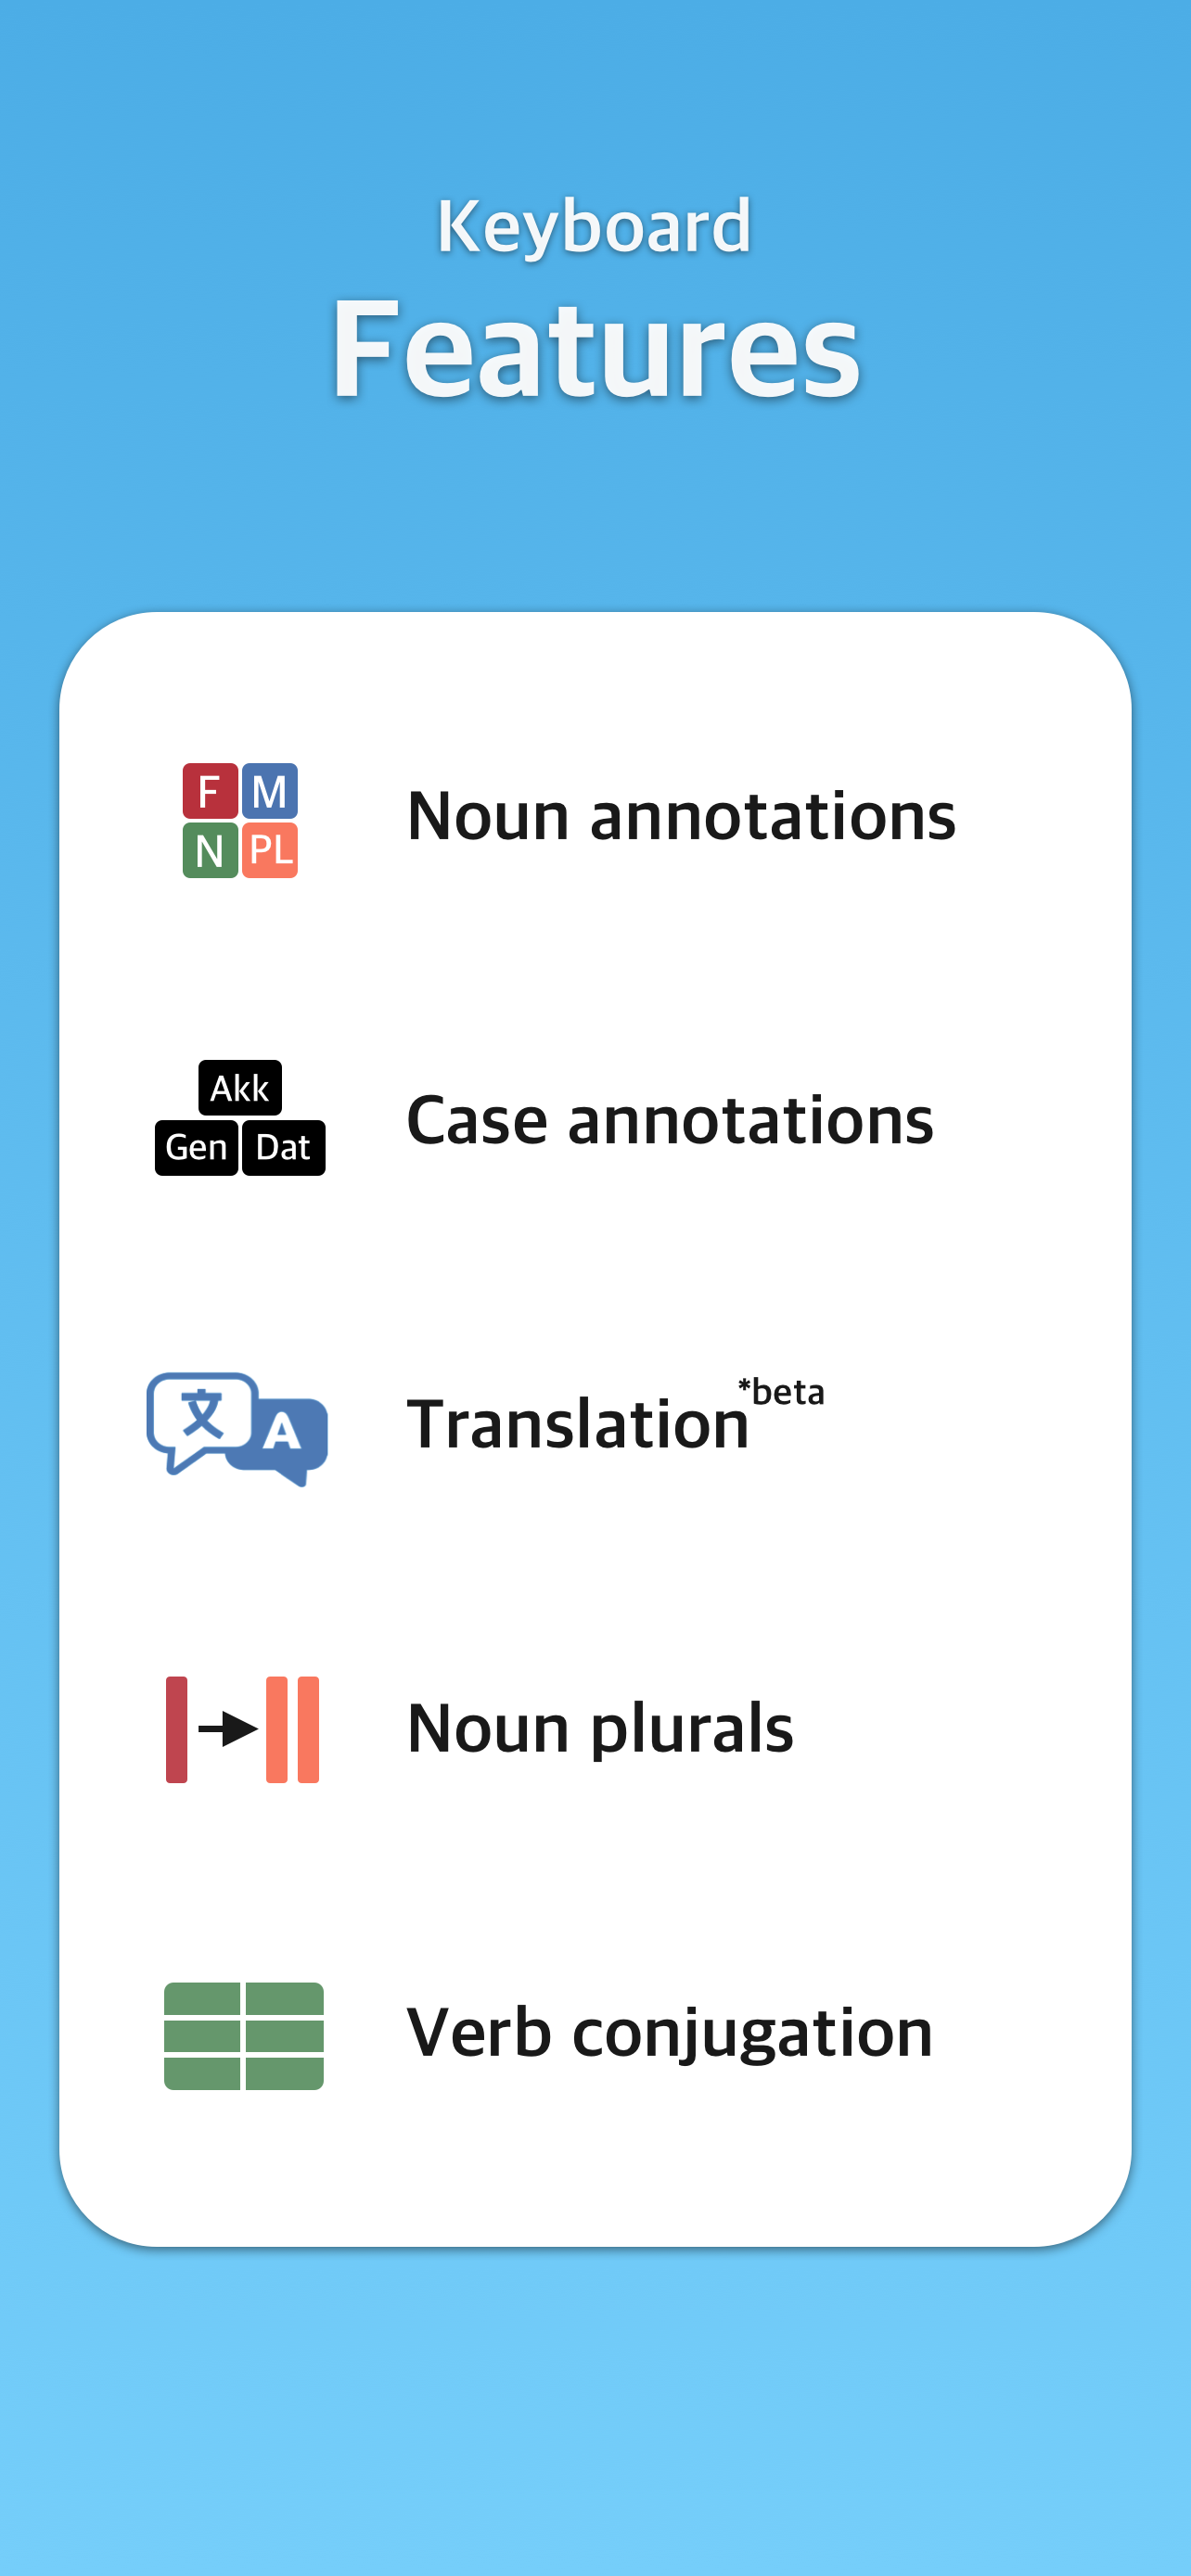 Keyboard
Features
F M
N PL
Noun annotations
Akk
Gen Dat
Case annotations
文 A
Translation*beta
Noun plurals
Verb conjugation